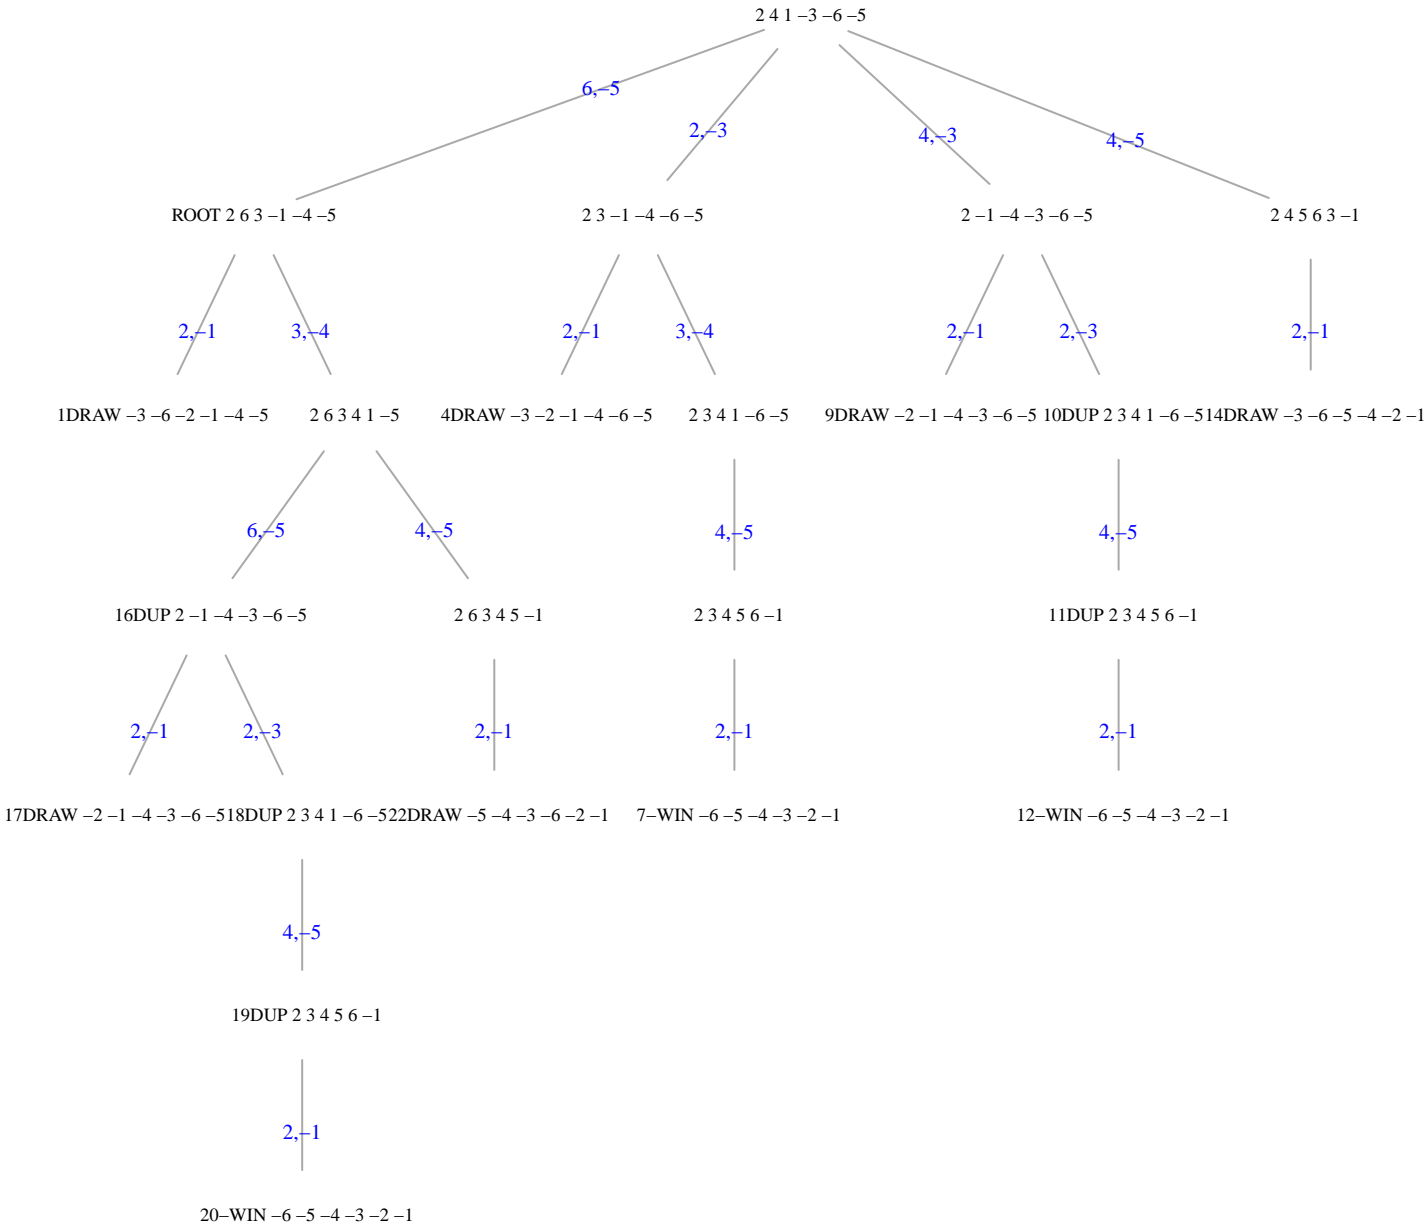 2 4 1 –3 –6 –5
6,–5
2,–3
4,–3
4,–5
ROOT 2 6 3 –1 –4 –5
2 3 –1 –4 –6 –5
2 –1 –4 –3 –6 –5
2 4 5 6 3 –1
2,–1
3,–4
2,–1
3,–4
2,–1
2,–3
2,–1
1DRAW –3 –6 –2 –1 –4 –5
2 6 3 4 1 –5
4DRAW –3 –2 –1 –4 –6 –5
2 3 4 1 –6 –5
9DRAW –2 –1 –4 –3 –6 –5
10DUP 2 3 4 1 –6 –5
14DRAW –3 –6 –5 –4 –2 –1
6,–5
4,–5
4,–5
4,–5
16DUP 2 –1 –4 –3 –6 –5
2 6 3 4 5 –1
2 3 4 5 6 –1
11DUP 2 3 4 5 6 –1
2,–1
2,–3
2,–1
2,–1
2,–1
17DRAW –2 –1 –4 –3 –6 –5
18DUP 2 3 4 1 –6 –5
22DRAW –5 –4 –3 –6 –2 –1
7–WIN –6 –5 –4 –3 –2 –1
12–WIN –6 –5 –4 –3 –2 –1
4,–5
19DUP 2 3 4 5 6 –1
2,–1
20–WIN –6 –5 –4 –3 –2 –1